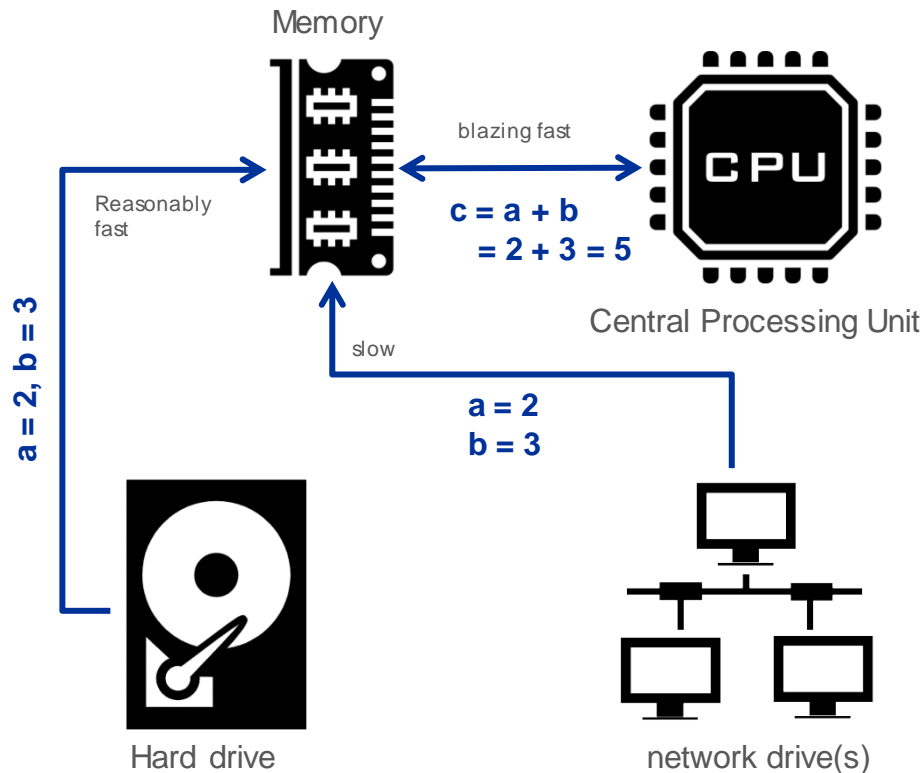 Memory
blazing fast
CPU
Reasonably
fast
c = a + b
= 2 + 3 = 5
Central Processing Unit
a = 2, b = 3
slow
a = 2
b = 3
Hard drive
network drive(s)